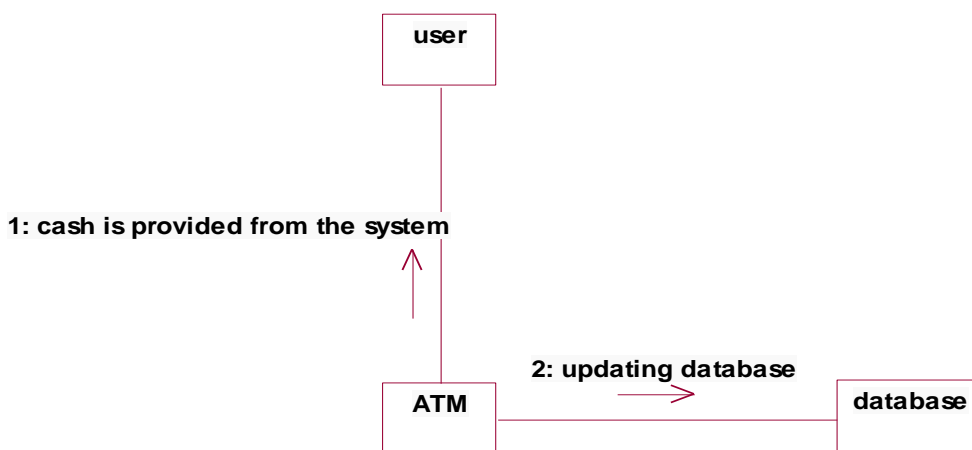 user
1: cash is provided from the system
2: updating database
ATM
database